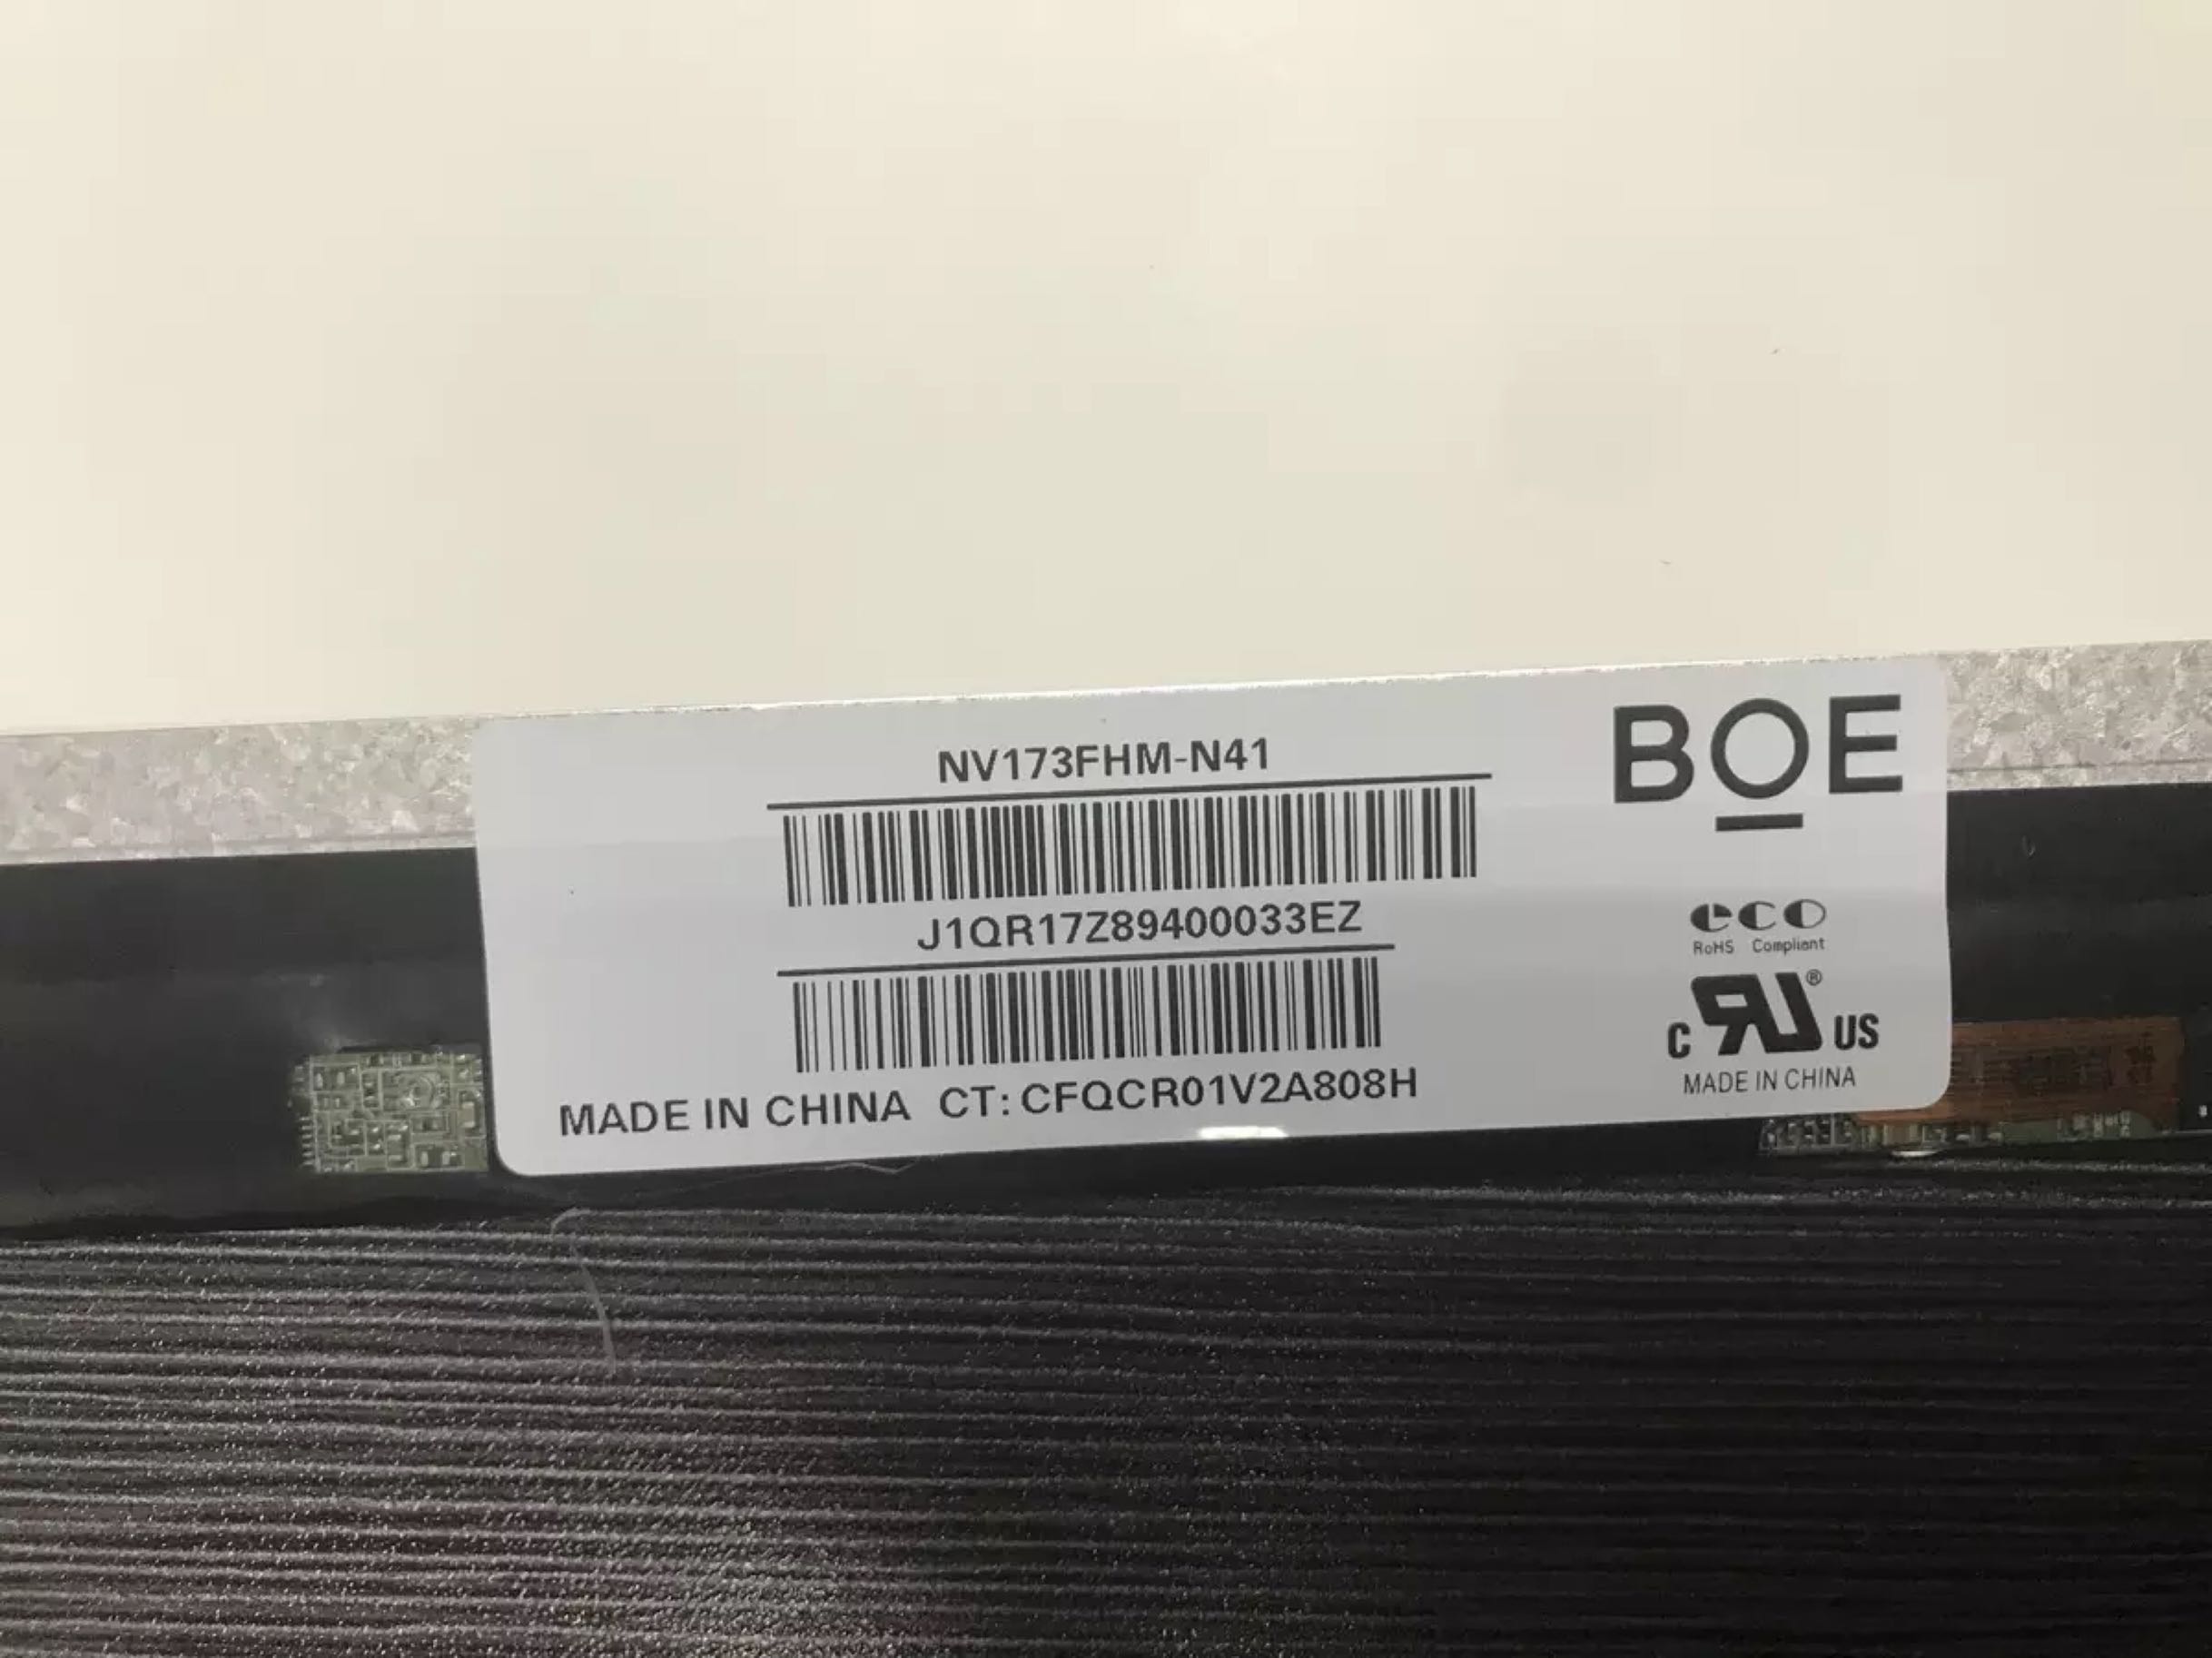 NV173FHM-N41
BOE
J1QR17Z89400033EZ
eco
RoHS Compliant
C RU® US
MADE IN CHINA
MADE IN CHINA CT: CFQCR01V2A808H